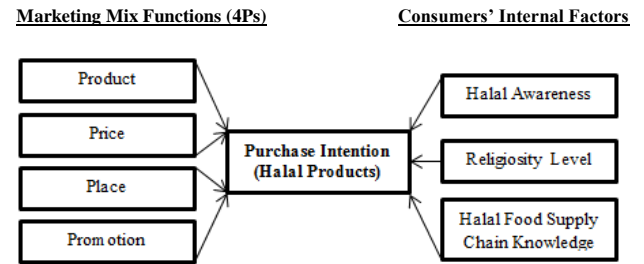 Marketing Mix Functions (4Ps)
Consumers' Internal Factors
Product
Price
Place
Promotion
Purchase Intention
(Halal Products)
Halal Awareness
Religiosity Level
Halal Food Supply
Chain Knowledge